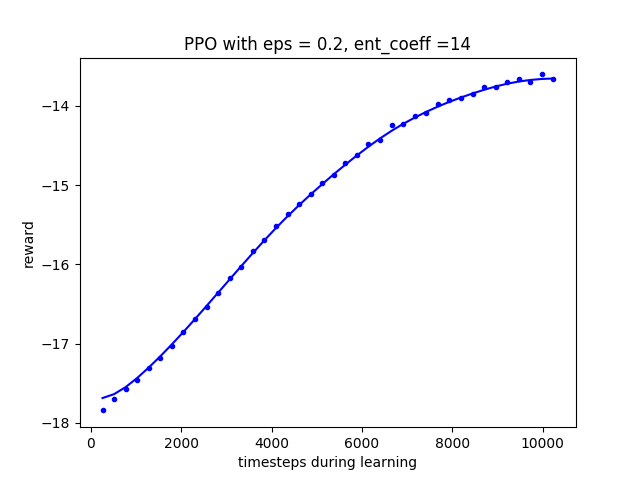 PPO with eps = 0.2, ent_coeff =14
reward
−14
−15
−16
−17
−18
0 2000 4000 6000 8000 10000
timesteps during learning